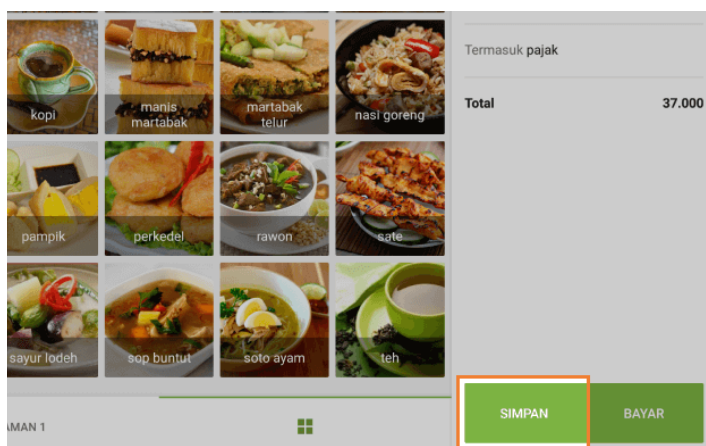 kopi
manis
martabak
martabak
telur
nasi goreng
Termasuk pajak
Total 37.000
pampik
perkedel
rawon
sate
sayur lodeh
sop buntut
soto ayam
teh
AMAN 1
SIMPAN
BAYAR